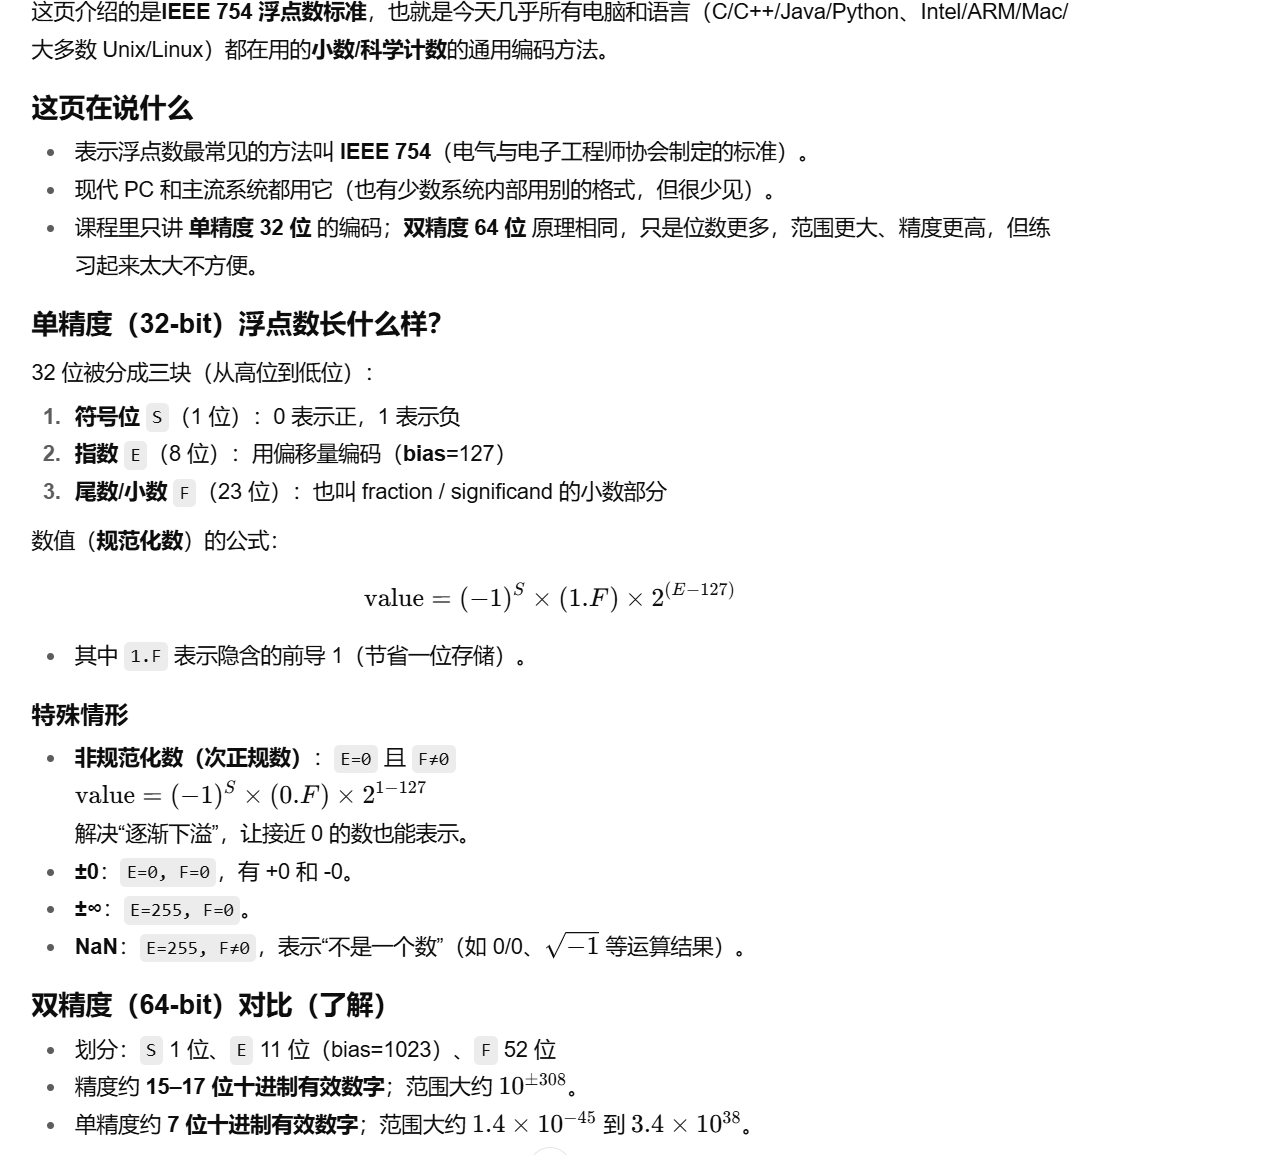 这页介绍的是IEEE 754 浮点数标准，也就是今天几乎所有电脑和语言（C/C++/Java/Python、Intel/ARM/Mac/
大多数 Unix/Linux）都在用的小数/科学计数的通用编码方法。
这页在说什么
• 表示浮点数最常见的方法叫 IEEE 754（电气与电子工程师协会制定的标准）。
• 现代 PC 和主流系统都用它（也有少数系统内部用别的格式，但很少见）。
• 课程里只讲 单精度 32 位 的编码；双精度 64 位 原理相同，只是位数更多，范围更大、精度更高，但练
习起来太大不方便。
单精度（32-bit）浮点数长什么样？
32 位被分成三块（从高位到低位）：
1. 符号位 S（1 位）：0 表示正，1 表示负
2. 指数 E（8 位）：用偏移量编码（bias=127）
3. 尾数/小数 F（23 位）：也叫 fraction / significand 的小数部分
数值（规范化数）的公式：
value = (−1)^S × (1.F) × 2^(E−127)
• 其中 1.F 表示隐含的前导 1（节省一位存储）。
特殊情形
• 非规范化数（次正规数）：E=0 且 F≠0
value = (−1)^S × (0.F) × 2^1−127
解决“逐渐下溢”，让接近 0 的数也能表示。
• ±0：E=0, F=0，有 +0 和 -0。
• ±∞：E=255, F=0。
• NaN：E=255, F≠0，表示“不是一个数”（如 0/0、√−1 等运算结果）。
双精度（64-bit）对比（了解）
• 划分：S 1 位、E 11 位（bias=1023）、F 52 位
• 精度约 15–17 位十进制有效数字；范围大约 10^±308。
• 单精度约 7 位十进制有效数字；范围大约 1.4 × 10^−45 到 3.4 × 10^38。